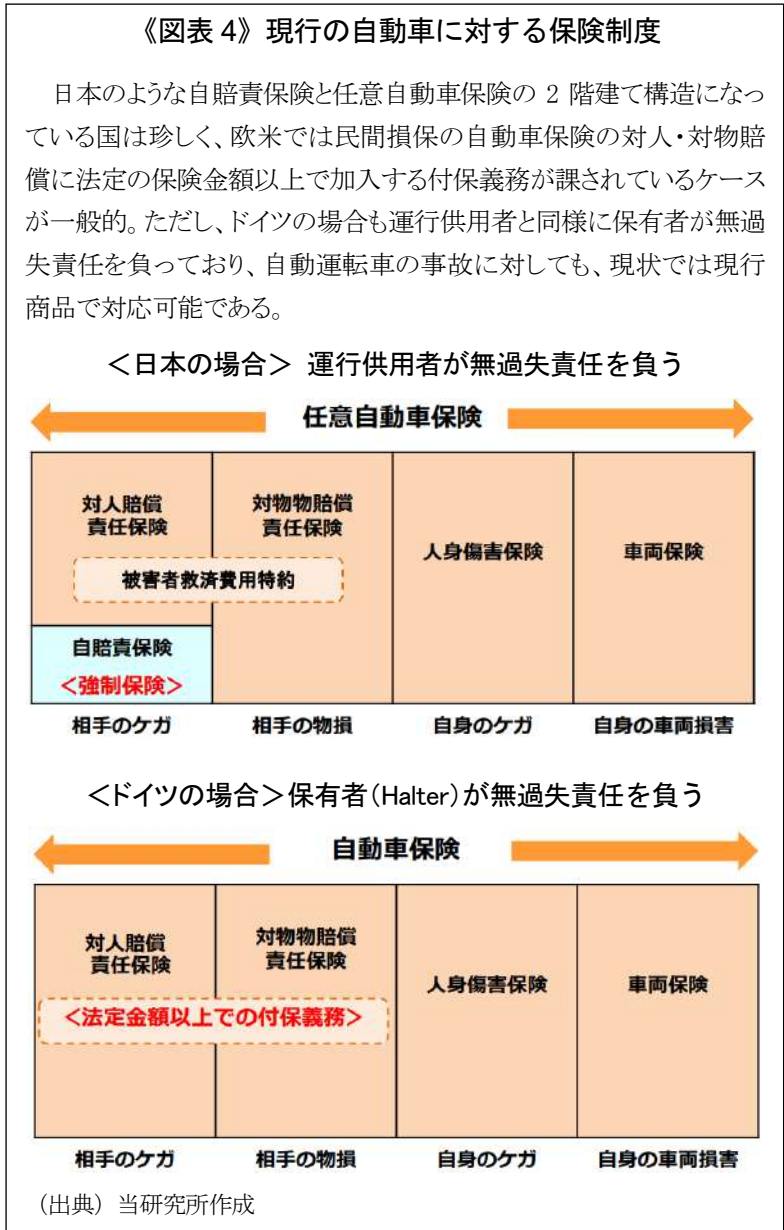 《図表 4》現行の自動車に対する保険制度
日本のような自賠責保険と任意自動車保険の 2 階建て構造になっ
ている国は珍しく、欧米では民間損保の自動車保険の対人・対物賠
償に法定の保険金額以上で加入する付保義務が課されているケース
が一般的。ただし、ドイツの場合も運行供用者と同様に保有者が無過
失責任を負っており、自動運転車の事故に対しても、現状では現行
商品で対応可能である。
＜日本の場合＞ 運行供用者が無過失責任を負う
任意自動車保険
対人賠償
責任保険
対物物賠償
責任保険
人身傷害保険
車両保険
被害者救済費用特約
自賠責保険
＜強制保険＞
相手のケガ
相手の物損
自身のケガ
自身の車両損害
＜ドイツの場合＞保有者（Halter）が無過失責任を負う
自動車保険
対人賠償
責任保険
対物物賠償
責任保険
人身傷害保険
車両保険
＜法定金額以上での付保義務＞
相手のケガ
相手の物損
自身のケガ
自身の車両損害
（出典）当研究所作成